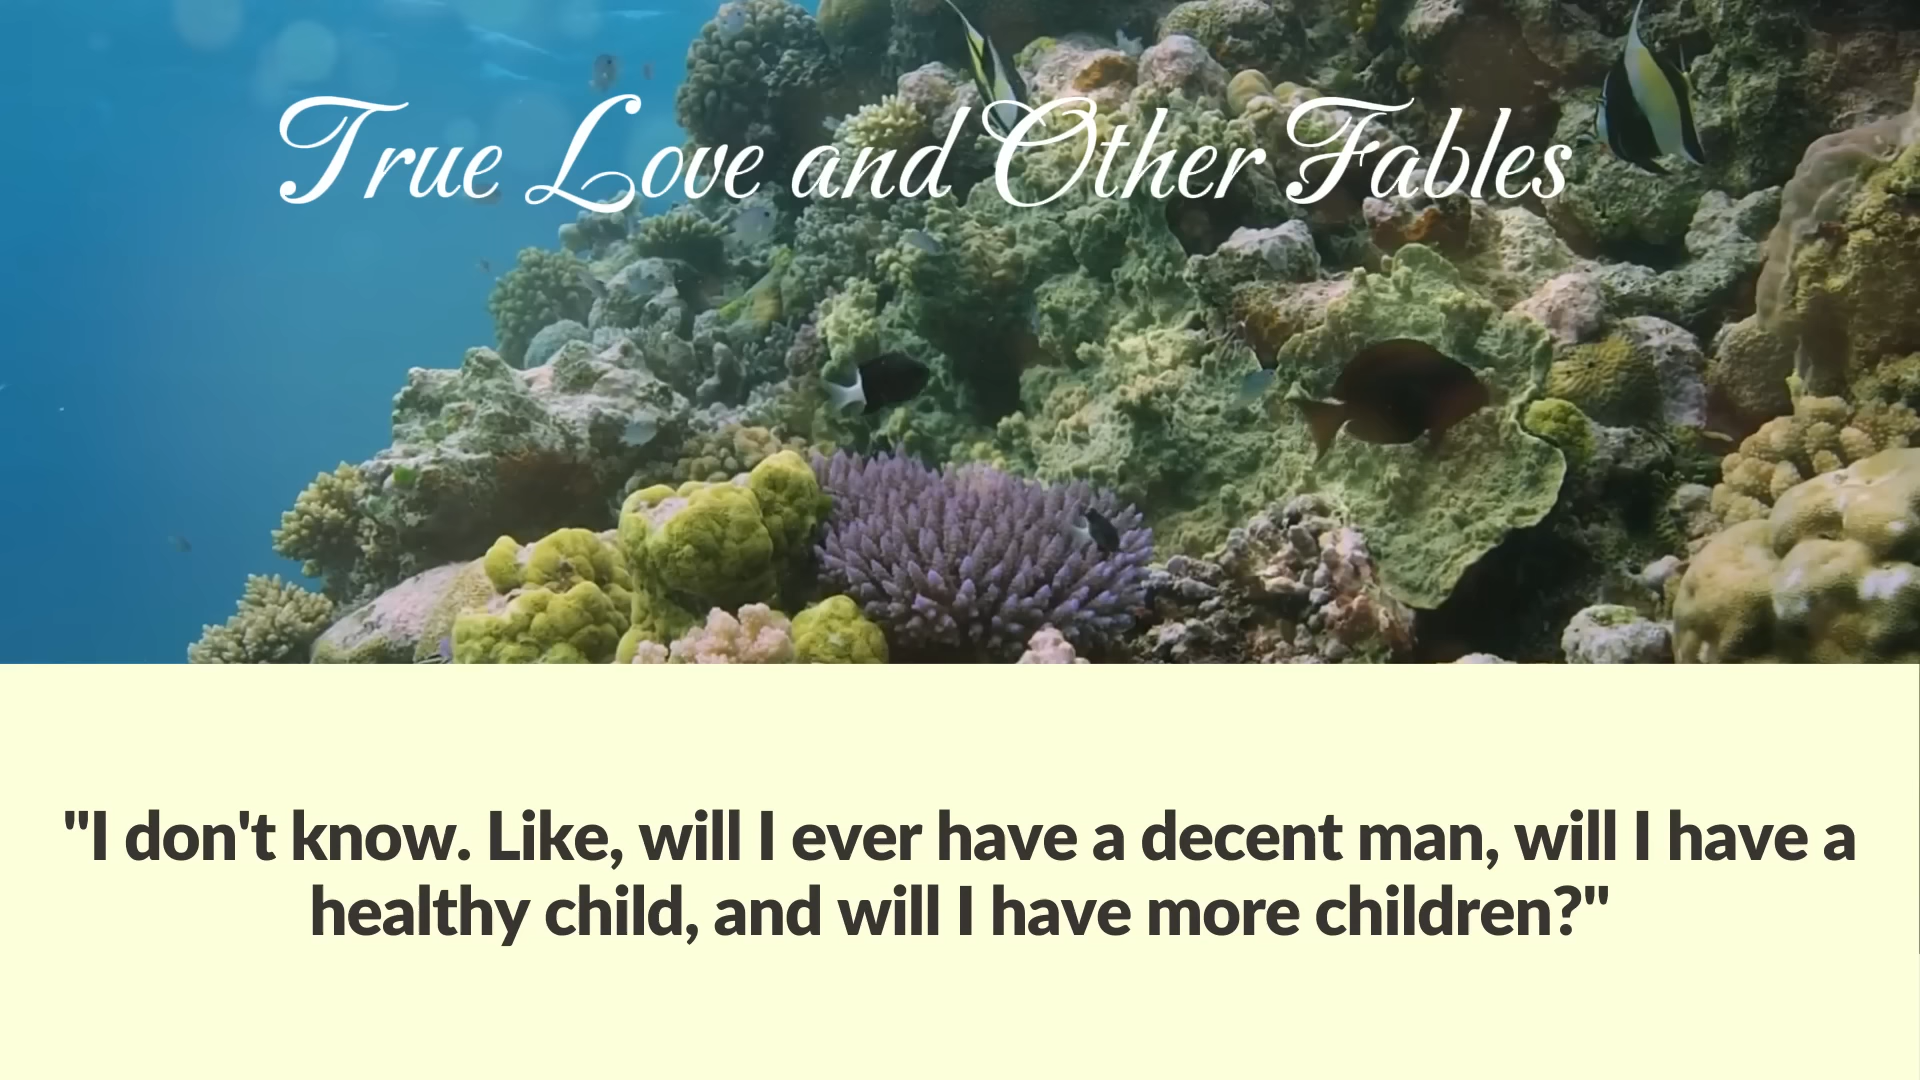 True Love and Other Fables
"I don't know. Like, will I ever have a decent man, will I have a
healthy child, and will I have more children?"